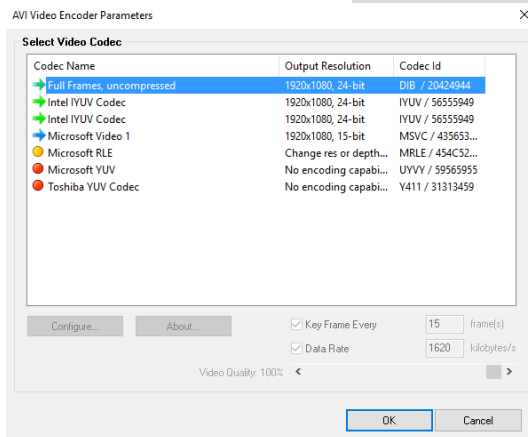 AVI Video Encoder Parameters
Select Video Codec
Codec Name Output Resolution Codec Id
Full Frames, uncompressed 1920x1080, 24-bit DIB / 20424944
Intel IYUV Codec 1920x1080, 24-bit IYUV / 56555949
Intel IYUV Codec 1920x1080, 24-bit IYUV / 56555949
Microsoft Video 1 1920x1080, 15-bit MSVC / 435653...
Microsoft RLE Change res or depth... MRLE / 454C52...
Microsoft YUV No encoding capabi... UYVY / 59565955
Toshiba YUV Codec No encoding capabi... Y411 / 31313459
Configure... About... Key Frame Every 15 frame(s)
Data Rate 1620 kilobytes/s
Video Quality: 100%
OK Cancel